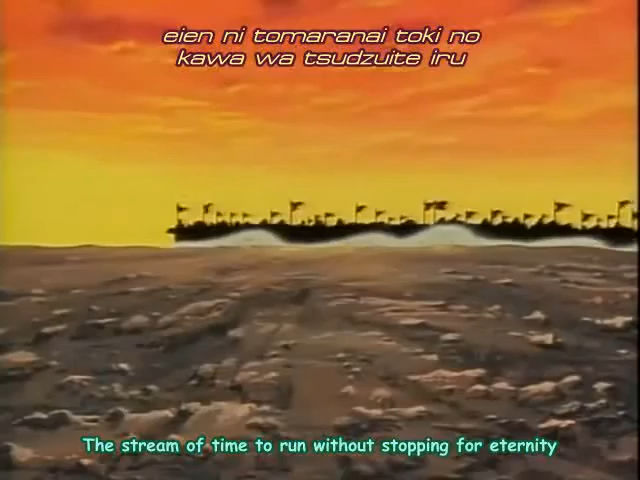 eien ni tomaranai toki no
kawa wa tsudzuite iru
The stream of time to run without stopping for eternity